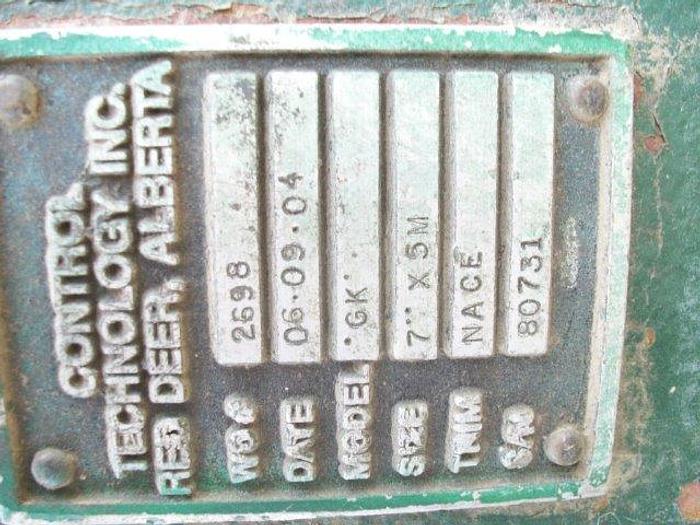 CONTROL
TECHNOLOGY INC.
RED DEER, ALBERTA
WO# 2698
DATE 06·09·04
MODEL "GK"
SIZE 7" X 5M
TRIM NACE
S/N 80731